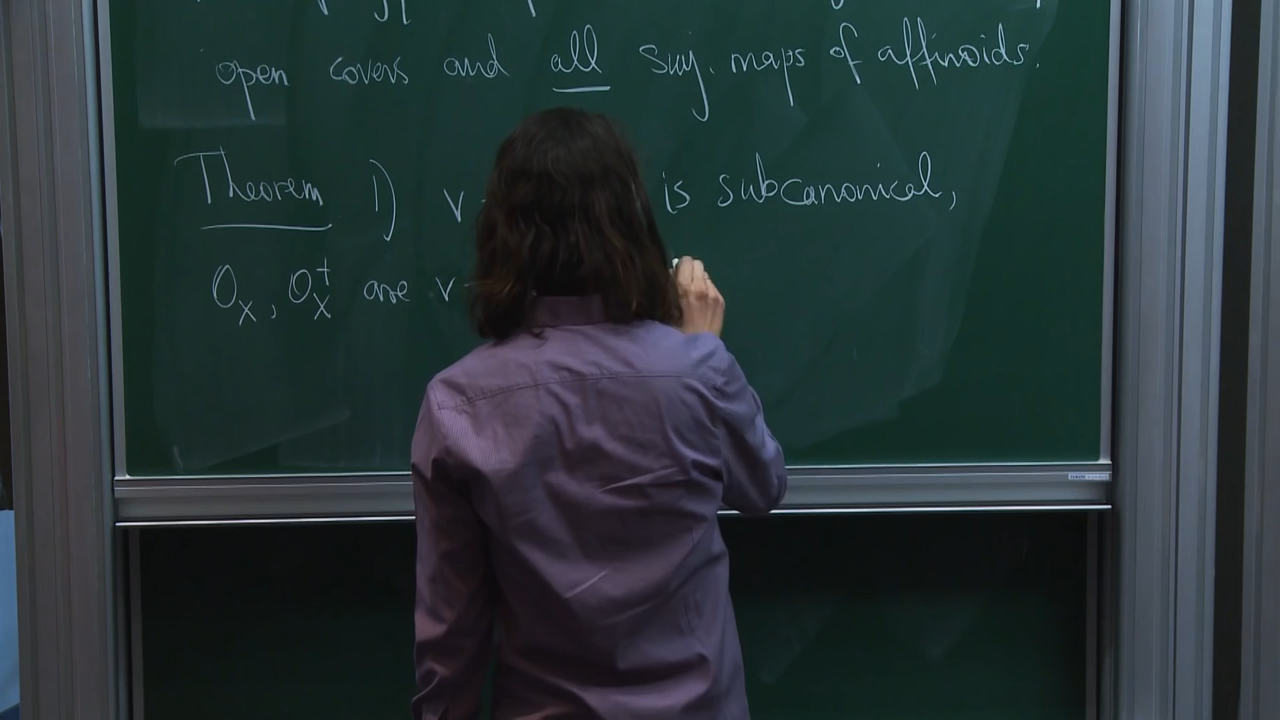 open covers and all surj. maps of affinoids.
Theorem 1) v- is subcanonical,
O_X, O_X^+ are v-